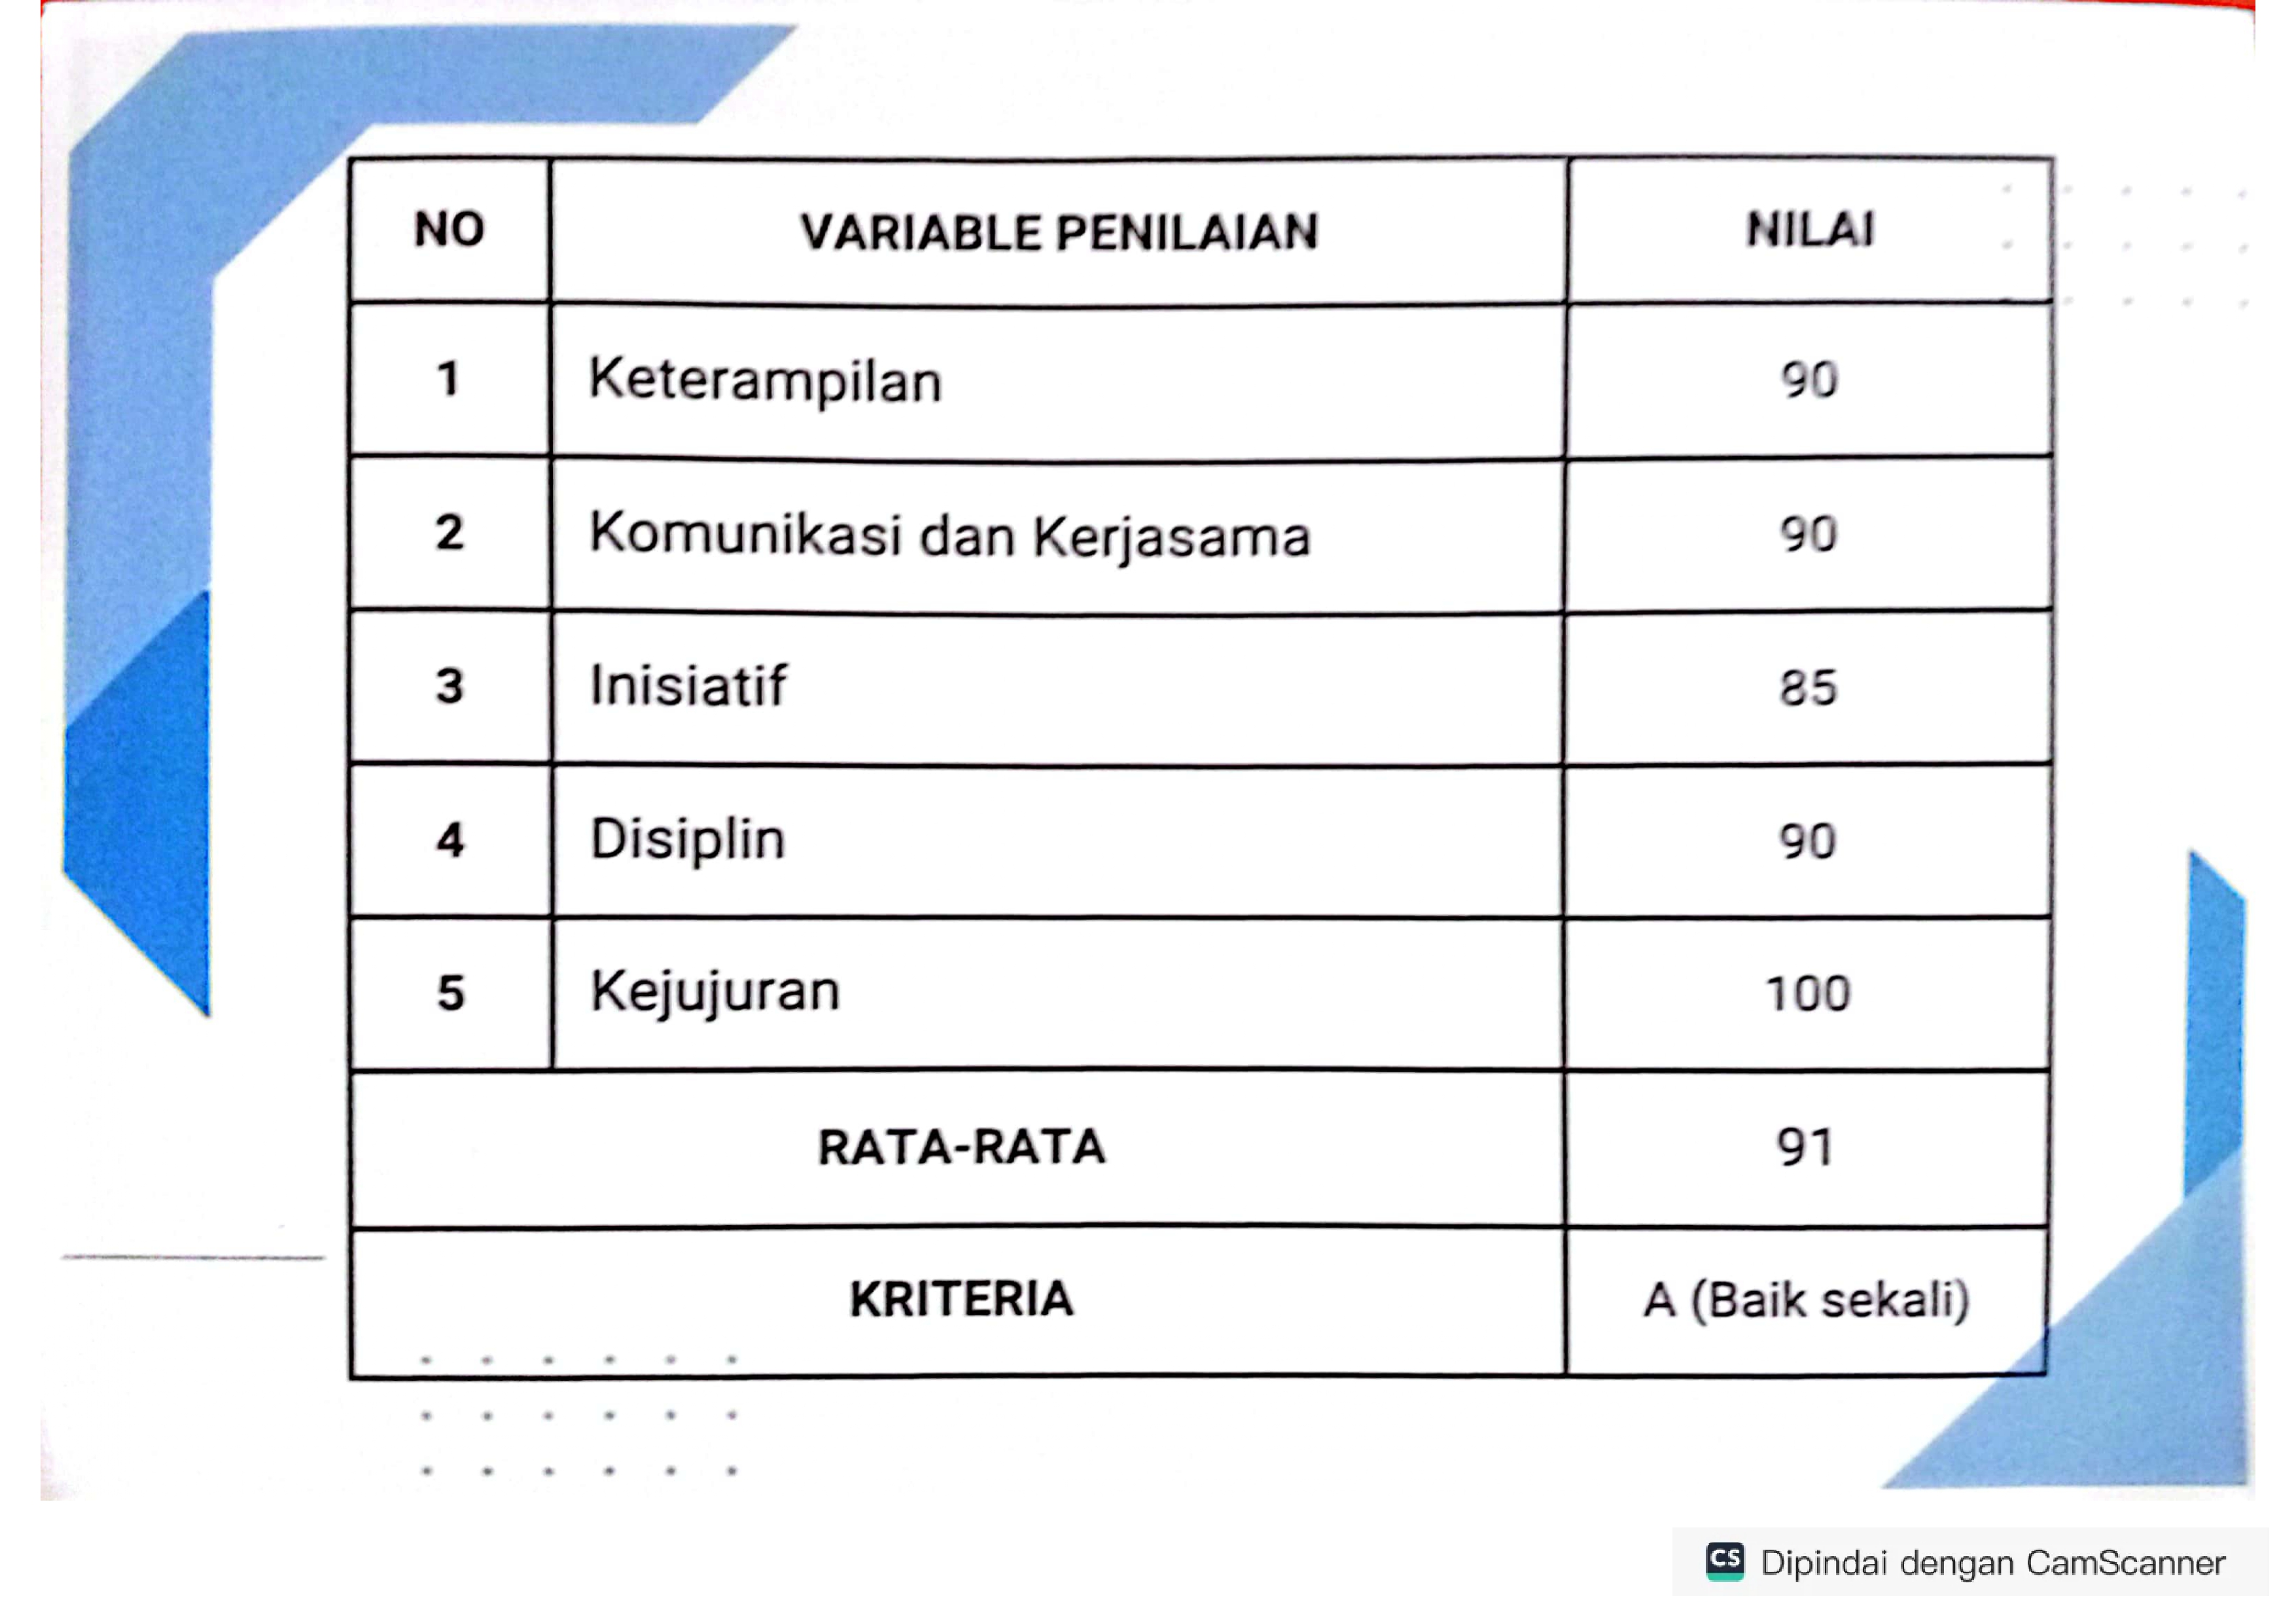 NO VARIABLE PENILAIAN NILAI
1 Keterampilan 90
2 Komunikasi dan Kerjasama 90
3 Inisiatif 85
4 Disiplin 90
5 Kejujuran 100
RATA-RATA 91
KRITERIA A (Baik sekali)
CS Dipindai dengan CamScanner